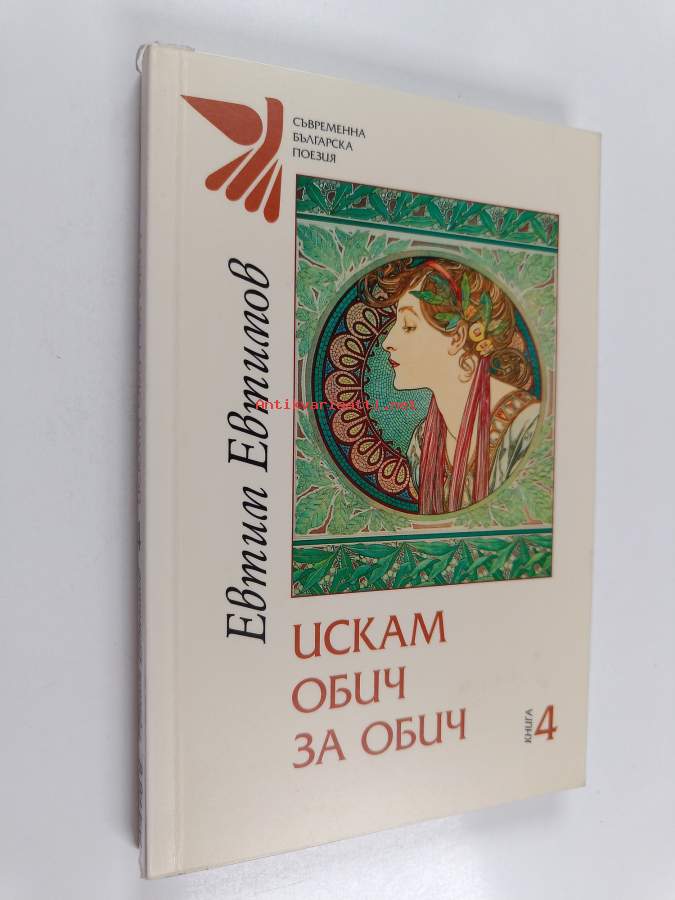 СЪВРЕМЕННА
БЪЛГАРСКА
ПОЕЗИЯ
Евтим Евтимов
Antikvariaatti.net
ИСКАМ
ОБИЧ
ЗА ОБИЧ
КНИГА 4